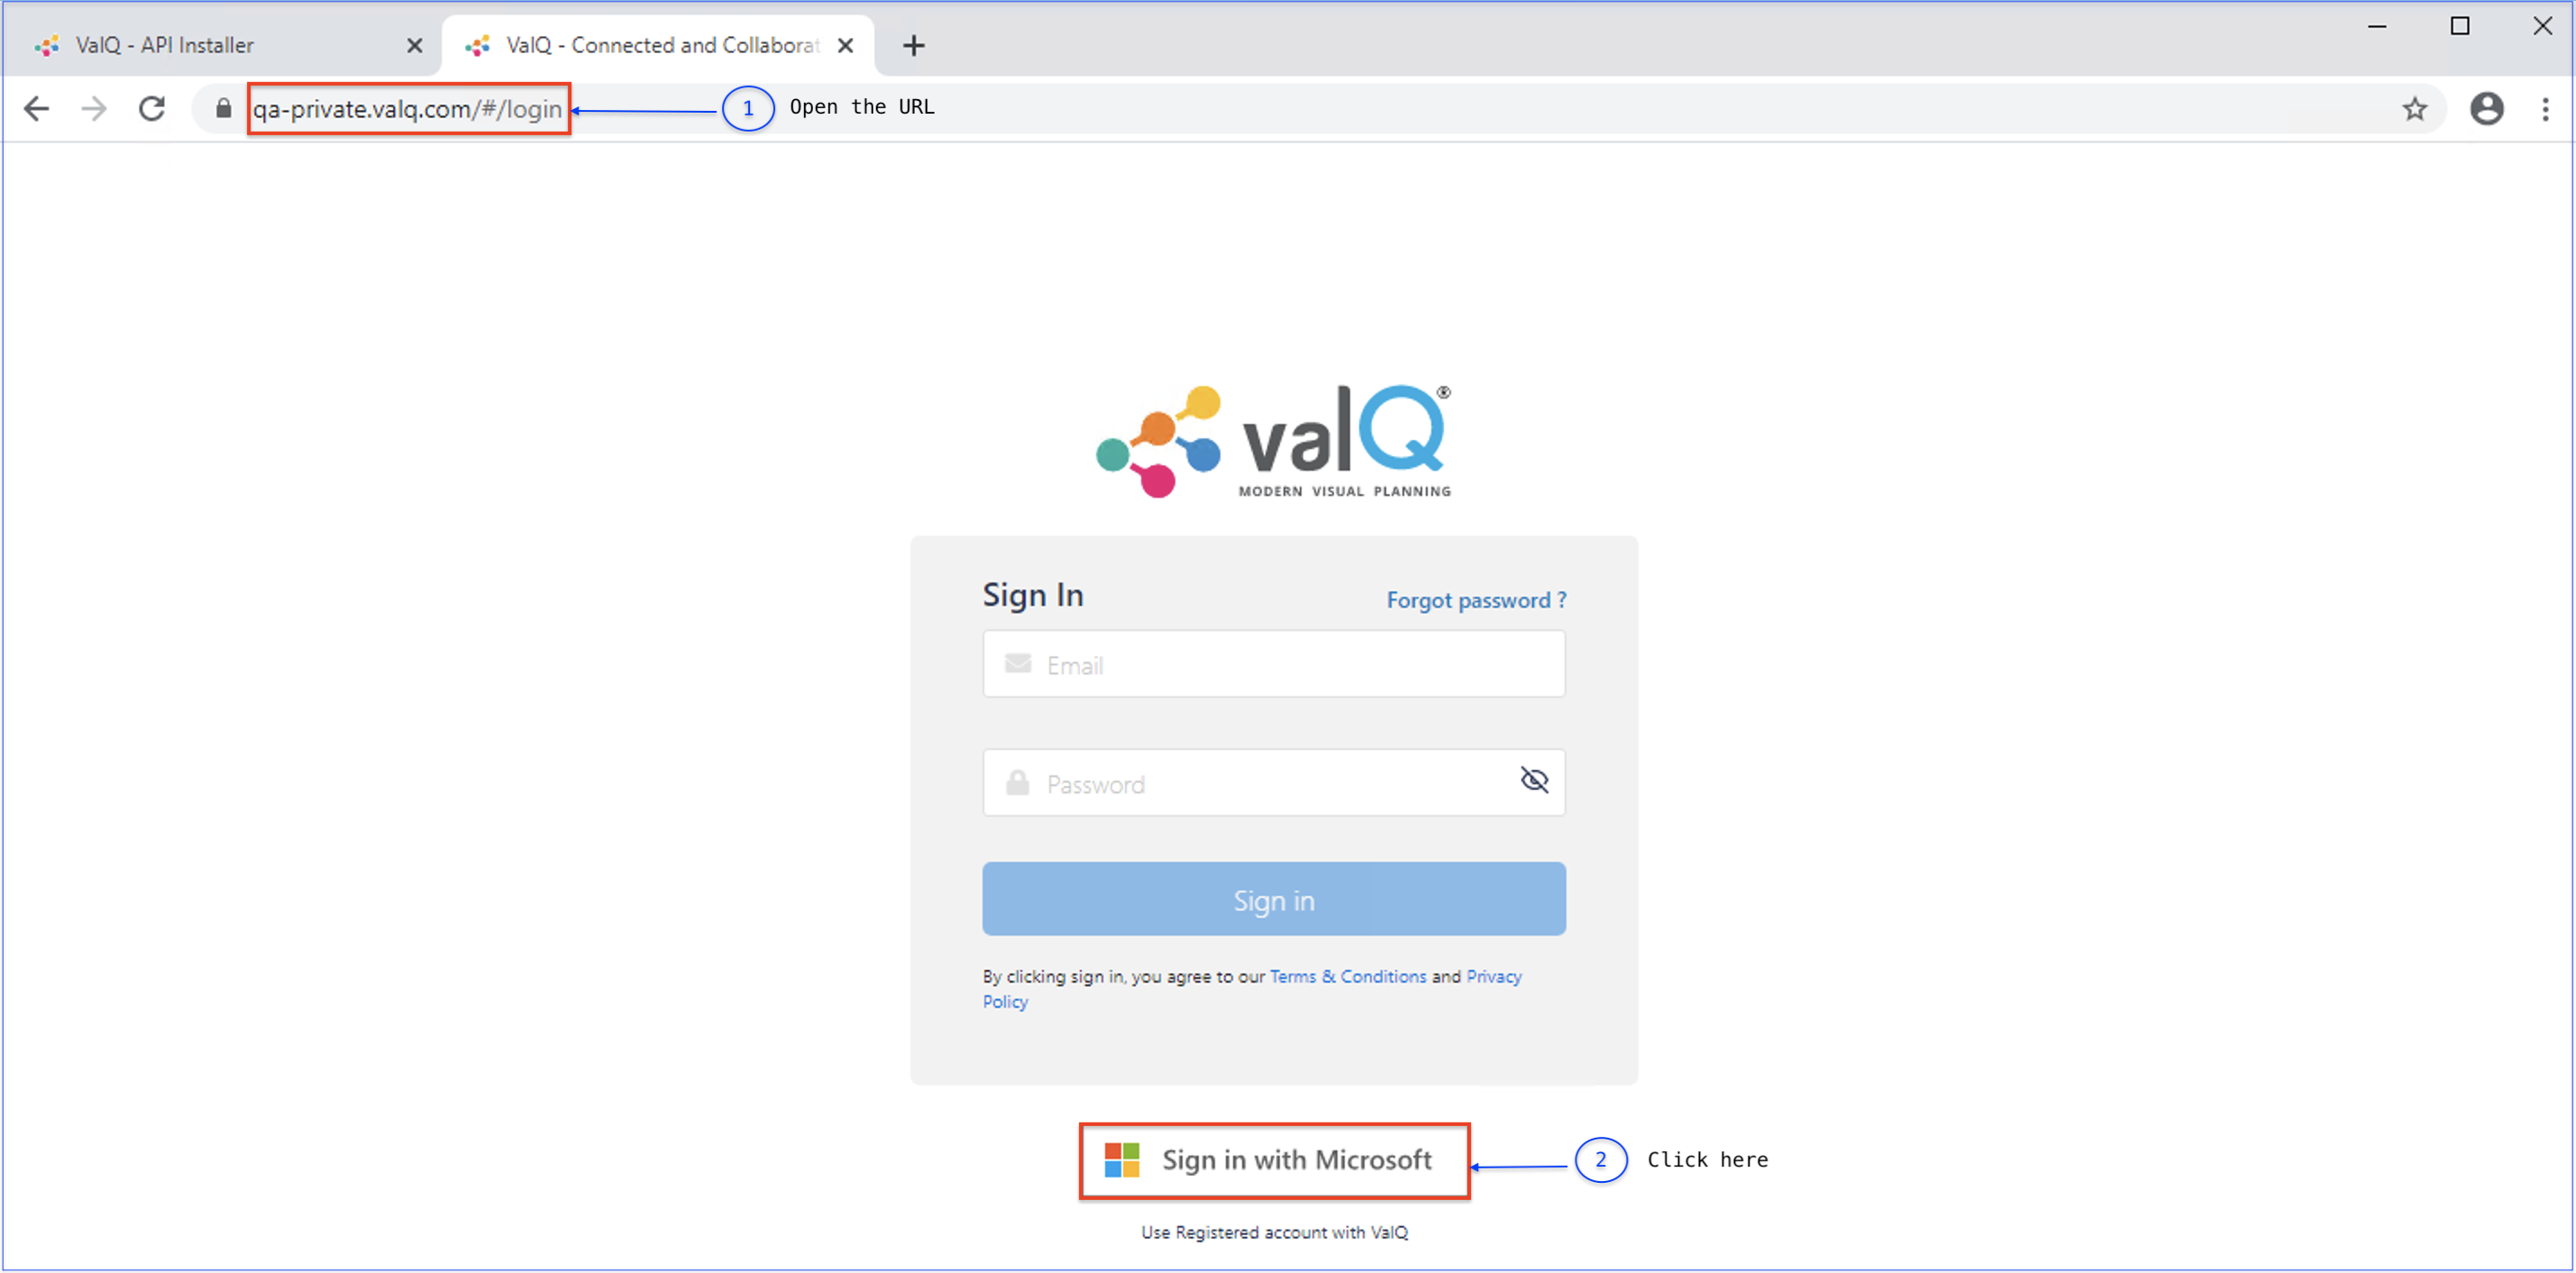 ValQ - API Installer
ValQ - Connected and Collaborat
qa-private.valq.com/#/login
1 Open the URL
valQ®
MODERN VISUAL PLANNING
Sign In
Forgot password ?
Email
Password
Sign in
By clicking sign in, you agree to our Terms & Conditions and Privacy
Policy
Sign in with Microsoft
2 Click here
Use Registered account with ValQ